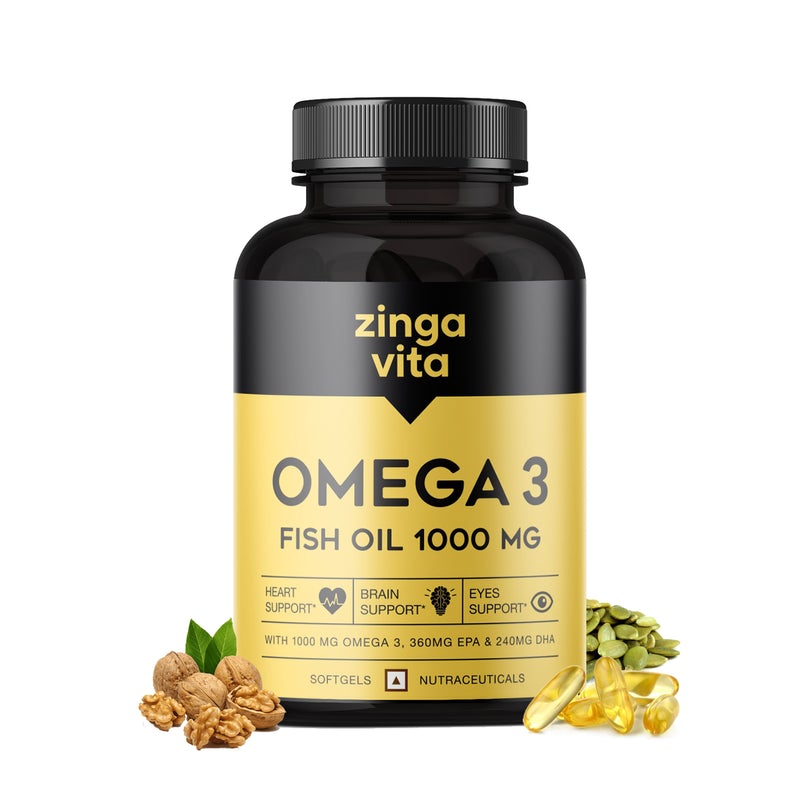 zinga
vita
OMEGA 3
FISH OIL 1000 MG
HEART
SUPPORT*
BRAIN
SUPPORT*
EYES
SUPPORT*
WITH 1000 MG OMEGA 3, 360MG EPA & 240MG DHA
SOFTGELS NUTRACEUTICALS